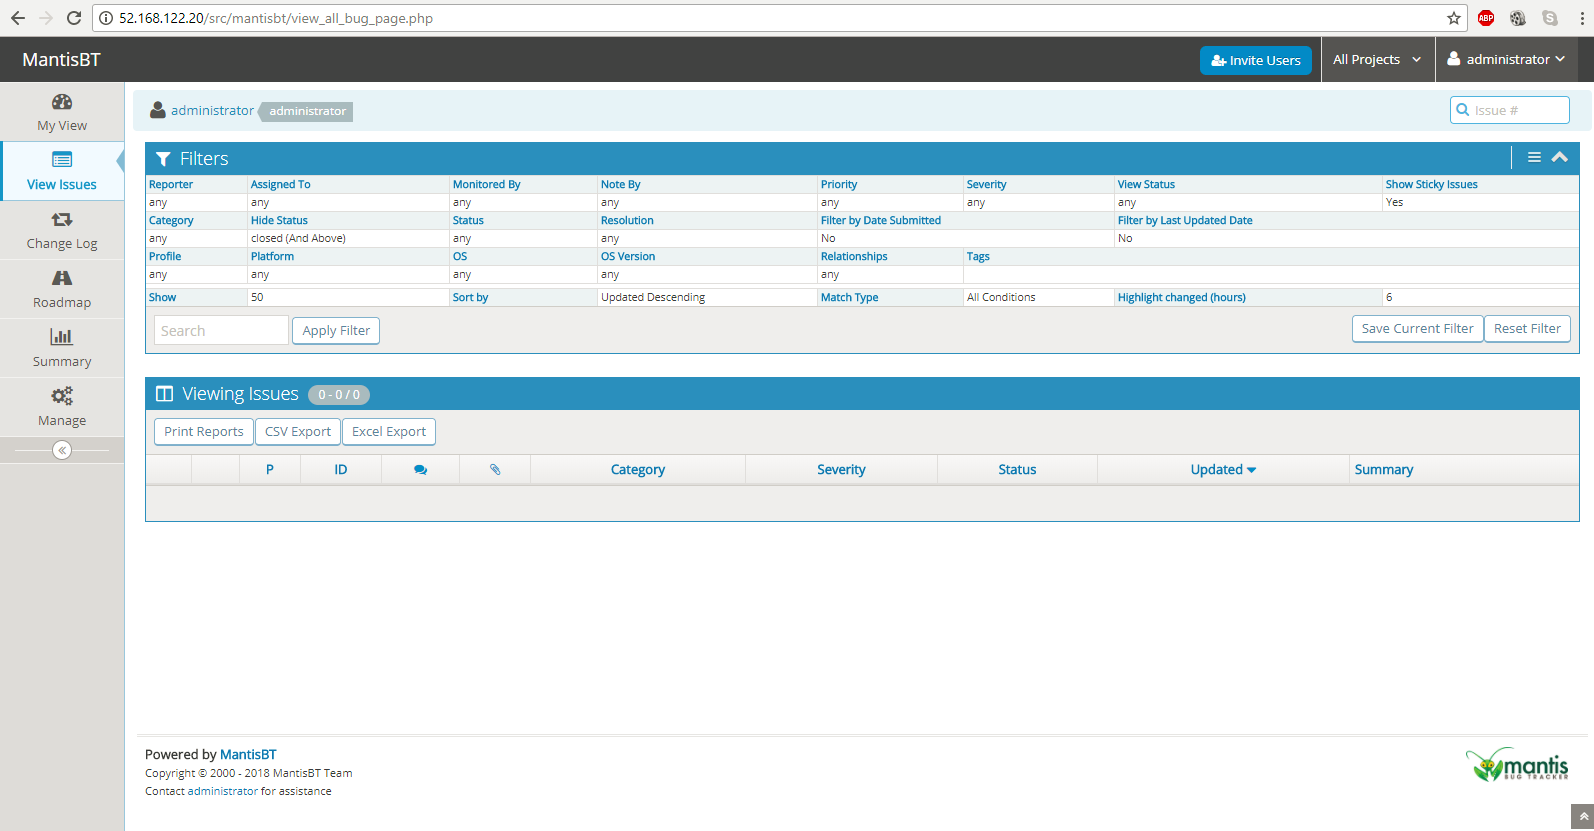 52.168.122.20/src/mantisbt/view_all_bug_page.php
ABP
MantisBT
Invite Users
All Projects
administrator
My View
View Issues
Change Log
Roadmap
Summary
Manage
administrator administrator
Issue #
Filters
Reporter Assigned To Monitored By Note By Priority Severity View Status Show Sticky Issues
any any any any any any any Yes
Category Hide Status Status Resolution Filter by Date Submitted Filter by Last Updated Date
any closed (And Above) any any No No
Profile Platform OS OS Version Relationships Tags
any any any any any
Show 50 Sort by Updated Descending Match Type All Conditions Highlight changed (hours) 6
Search Apply Filter Save Current Filter Reset Filter
Viewing Issues 0 - 0 / 0
Print Reports CSV Export Excel Export
P ID Category Severity Status Updated Summary
Powered by MantisBT
Copyright © 2000 - 2018 MantisBT Team
Contact administrator for assistance
mantis
BUG TRACKER